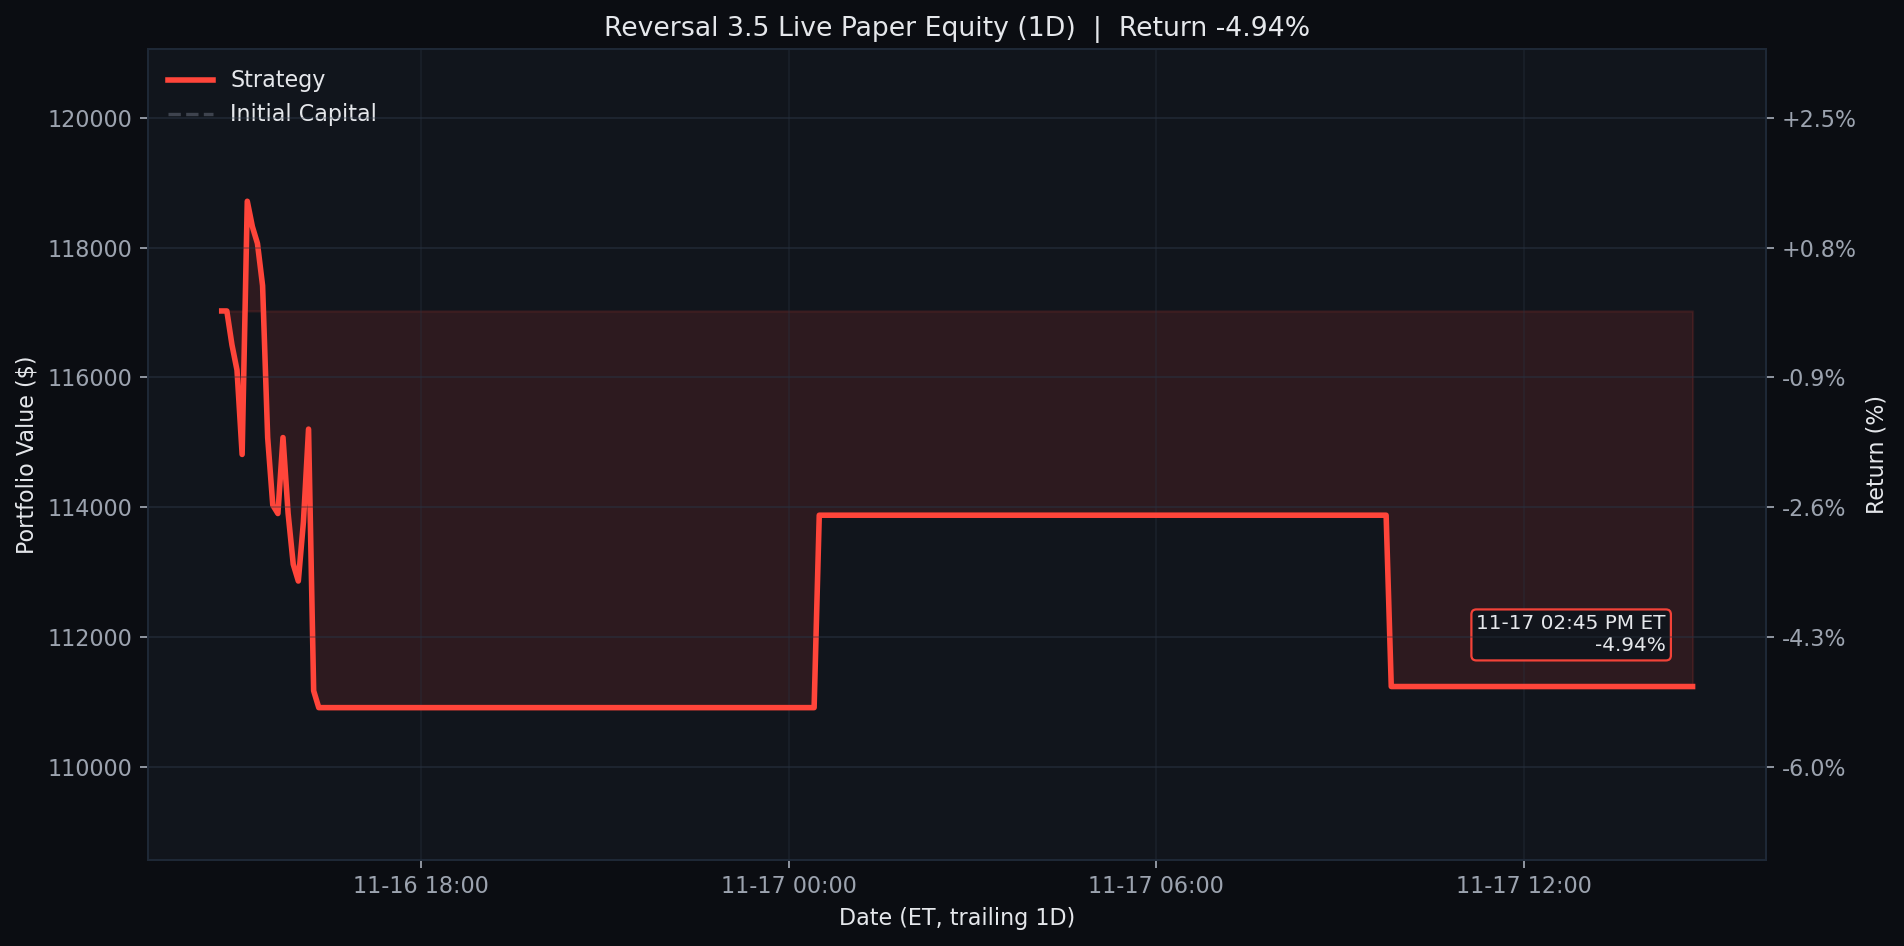 Reversal 3.5 Live Paper Equity (1D) | Return -4.94%
Strategy
Initial Capital
120000
118000
116000
114000
112000
110000
Portfolio Value ($)
+2.5%
+0.8%
-0.9%
-2.6%
-4.3%
-6.0%
Return (%)
11-17 02:45 PM ET
-4.94%
11-16 18:00
11-17 00:00
11-17 06:00
11-17 12:00
Date (ET, trailing 1D)